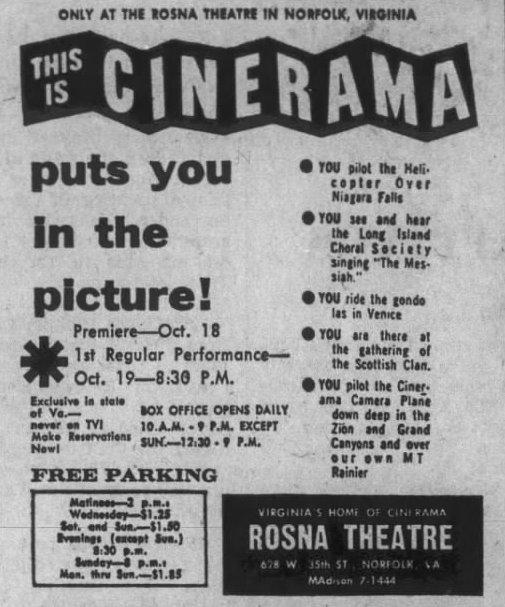 ONLY AT THE ROSNA THEATRE IN NORFOLK, VIRGINIA
THIS
IS
CINERAMA
puts you
in the
picture!
Premiere—Oct. 18
1st Regular Performance—
Oct. 19—8:30 P.M.
Exclusive in state
of Va.—
never on TV!
Make Reservations
Now!
BOX OFFICE OPENS DAILY
10 A.M. - 9 P.M. EXCEPT
SUN.—12:30 - 9 P.M.
FREE PARKING
Matinees—2 p.m.:
Wednesday—$1.25
Sat. and Sun.—$1.50
Evenings (except Sun.)
8:30 p.m.
Sunday—8 p.m.:
Mon. thru Sun.—$1.85
● YOU pilot the Heli-
copter Over
Niagara Falls
● YOU see and hear
the Long Island
Choral Society
singing "The Mes-
siah."
● YOU ride the gondo
las in Venice
● YOU are there at
the gathering of
the Scottish Clan.
● YOU pilot the Ciner-
ama Camera Plane
down deep in the
Zion and Grand
Canyons and over
our own MT
Rainier
VIRGINIA'S HOME OF CINERAMA
ROSNA THEATRE
628 W. 35th ST., NORFOLK, VA
MAdison 7-1444